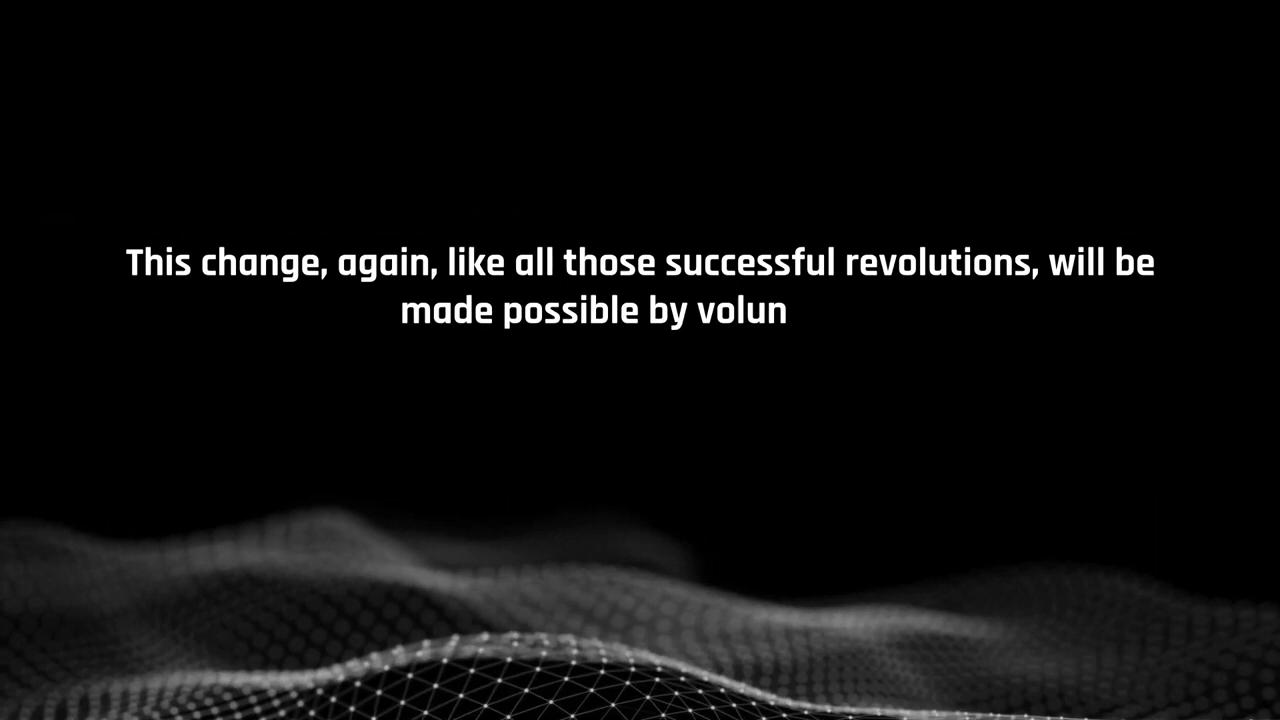 This change, again, like all those successful revolutions, will be
made possible by volun